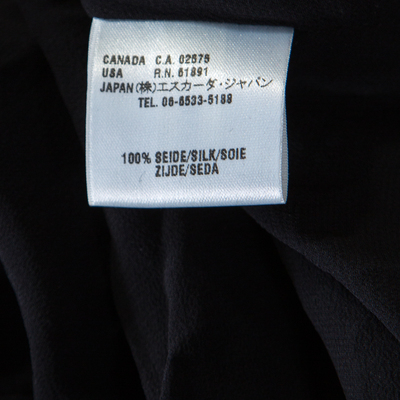 CANADA C.A. 02575
USA R.N. 61891
JAPAN(株)エスカーダ・ジャパン
TEL. 06-6533-5188
100% SEIDE/SILK/SOIE
ZIJDE/SEDA